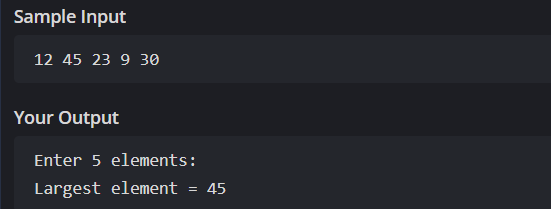 Sample Input
12 45 23 9 30
Your Output
Enter 5 elements:
Largest element = 45